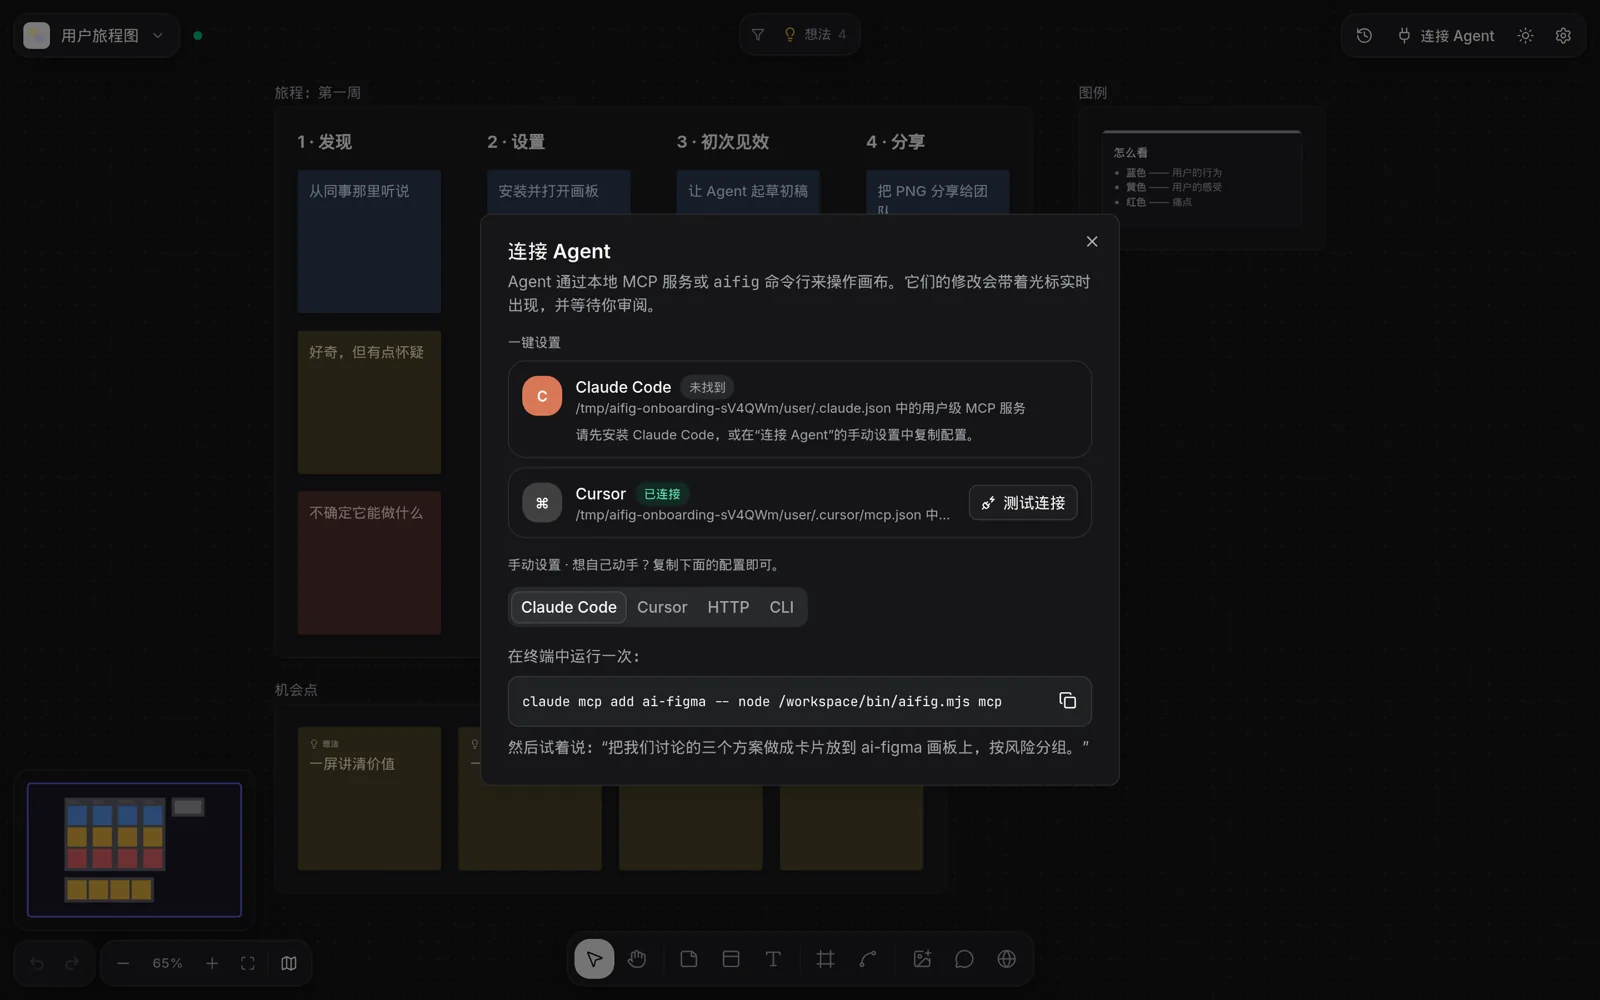 用户旅程图
想法 4
连接 Agent
旅程：第一周
图例
1 · 发现
2 · 设置
3 · 初次见效
4 · 分享
从同事那里听说
安装并打开画板
让 Agent 起草初稿
把 PNG 分享给团
怎么看
• 蓝色 —— 用户的行为
• 黄色 —— 用户的感受
• 红色 —— 痛点
好奇，但有点怀疑
不确定它能做什么
连接 Agent
Agent 通过本地 MCP 服务或 aifig 命令行来操作画布。它们的修改会带着光标实时
出现，并等待你审阅。
一键设置
C
Claude Code 未找到
/tmp/aifig-onboarding-sV4QWm/user/.claude.json 中的用户级 MCP 服务
请先安装 Claude Code，或在“连接 Agent”的手动设置中复制配置。
⌘
Cursor 已连接
/tmp/aifig-onboarding-sV4QWm/user/.cursor/mcp.json 中...
测试连接
手动设置 · 想自己动手？复制下面的配置即可。
Claude Code Cursor HTTP CLI
在终端中运行一次：
claude mcp add ai-figma -- node /workspace/bin/aifig.mjs mcp
然后试着说：“把我们讨论的三个方案做成卡片放到 ai-figma 画板上，按风险分组。”
机会点
想法
一屏讲清价值
65%